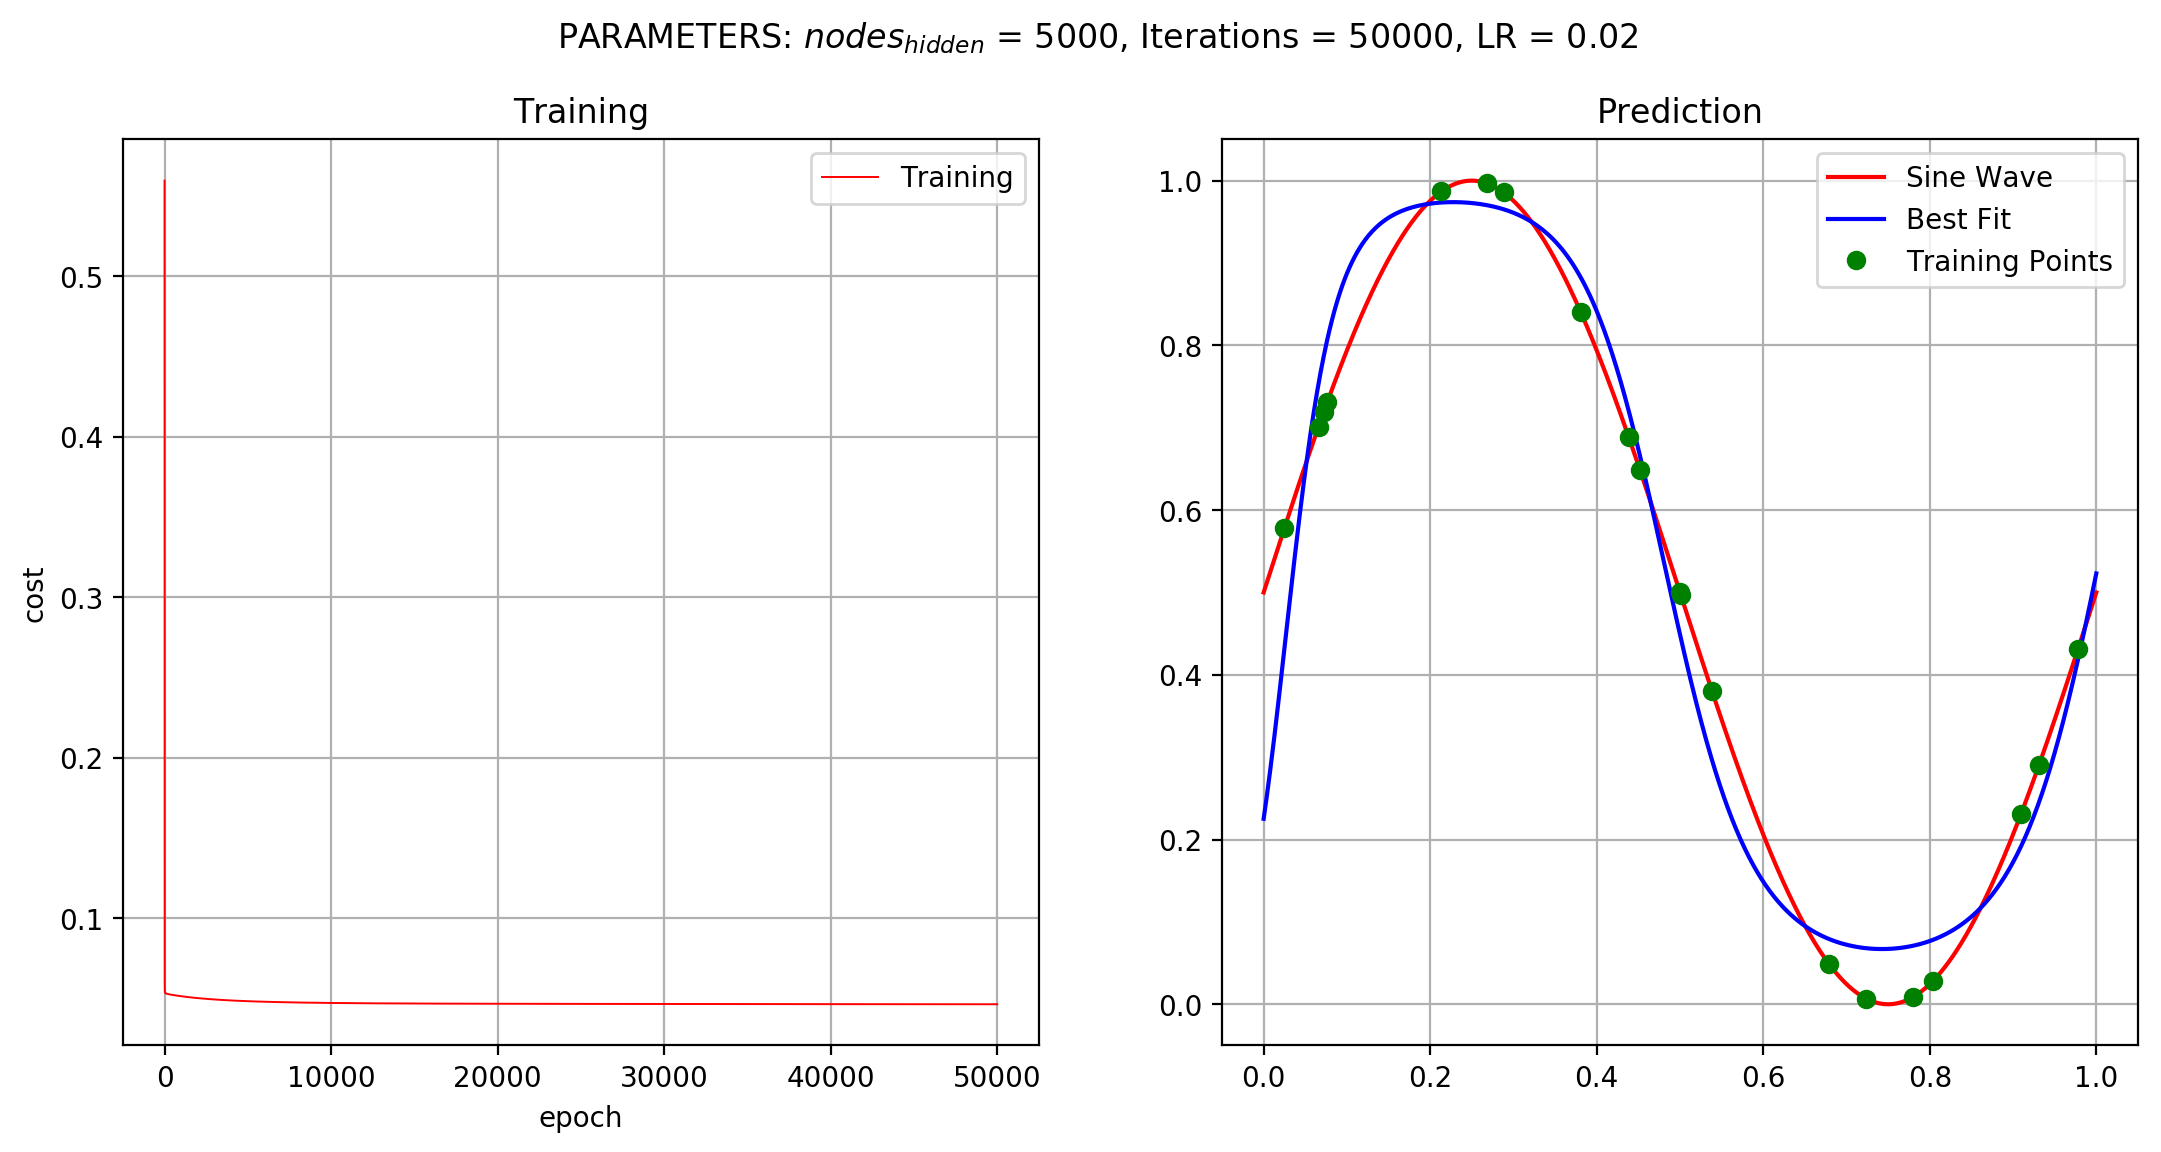 PARAMETERS: nodes_hidden = 5000, Iterations = 50000, LR = 0.02
Training
Training
0.5
0.4
0.3
0.2
0.1
cost
0 10000 20000 30000 40000 50000
epoch
Prediction
Sine Wave
Best Fit
Training Points
1.0
0.8
0.6
0.4
0.2
0.0
0.0 0.2 0.4 0.6 0.8 1.0